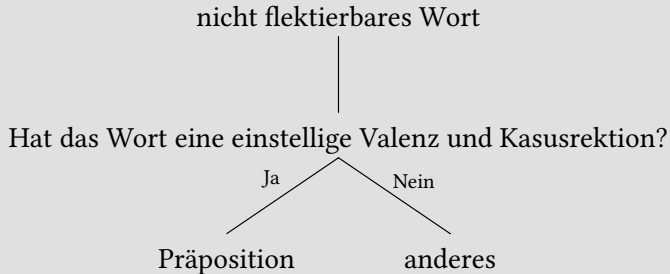 nicht flektierbares Wort
Hat das Wort eine einstellige Valenz und Kasusrektion?
Ja
Nein
Präposition
anderes